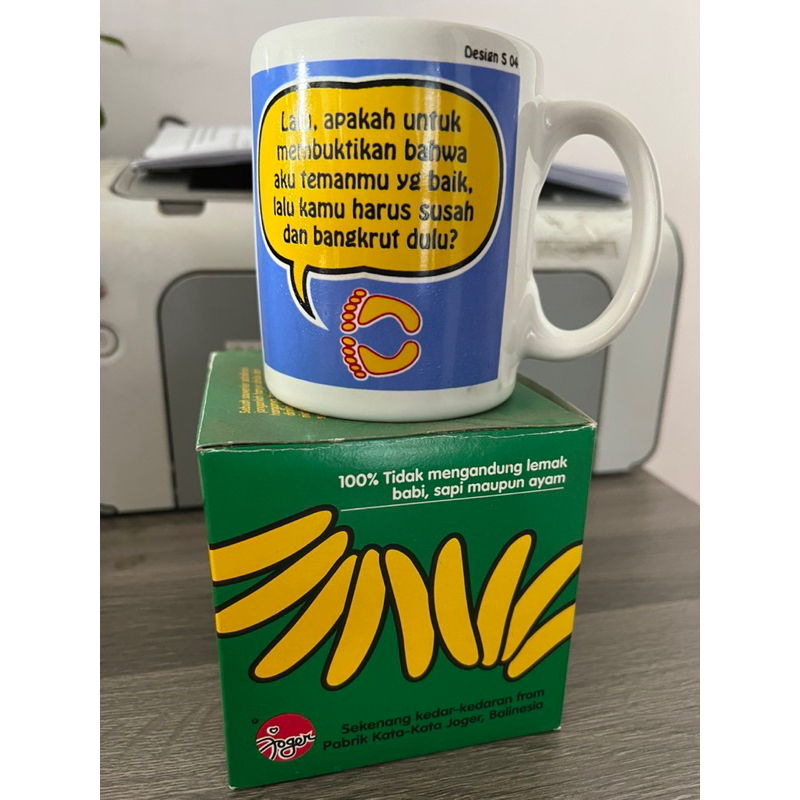 Design S 04
Lalu, apakah untuk
membuktikan bahwa
aku temanmu yg baik,
lalu kamu harus susah
dan bangkrut dulu?
100% Tidak mengandung lemak
babi, sapi maupun ayam
Joger
Sekenang kedar-kedaran from
Pabrik Kata-Kata Joger, Balinesia